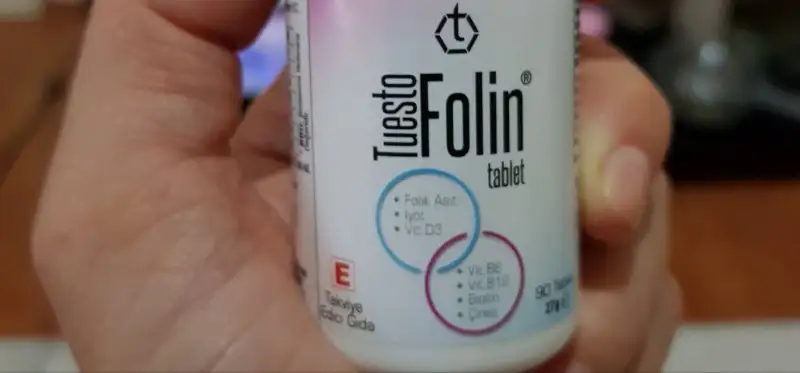 t
Tuesto
Folin®
tablet
• Folik Asit
• İyot
• Vit D3
• Vit. B6
• Vit. B12
• Biotin
• Çinko
E
Takviye
Edici Gıda
90 Tablet